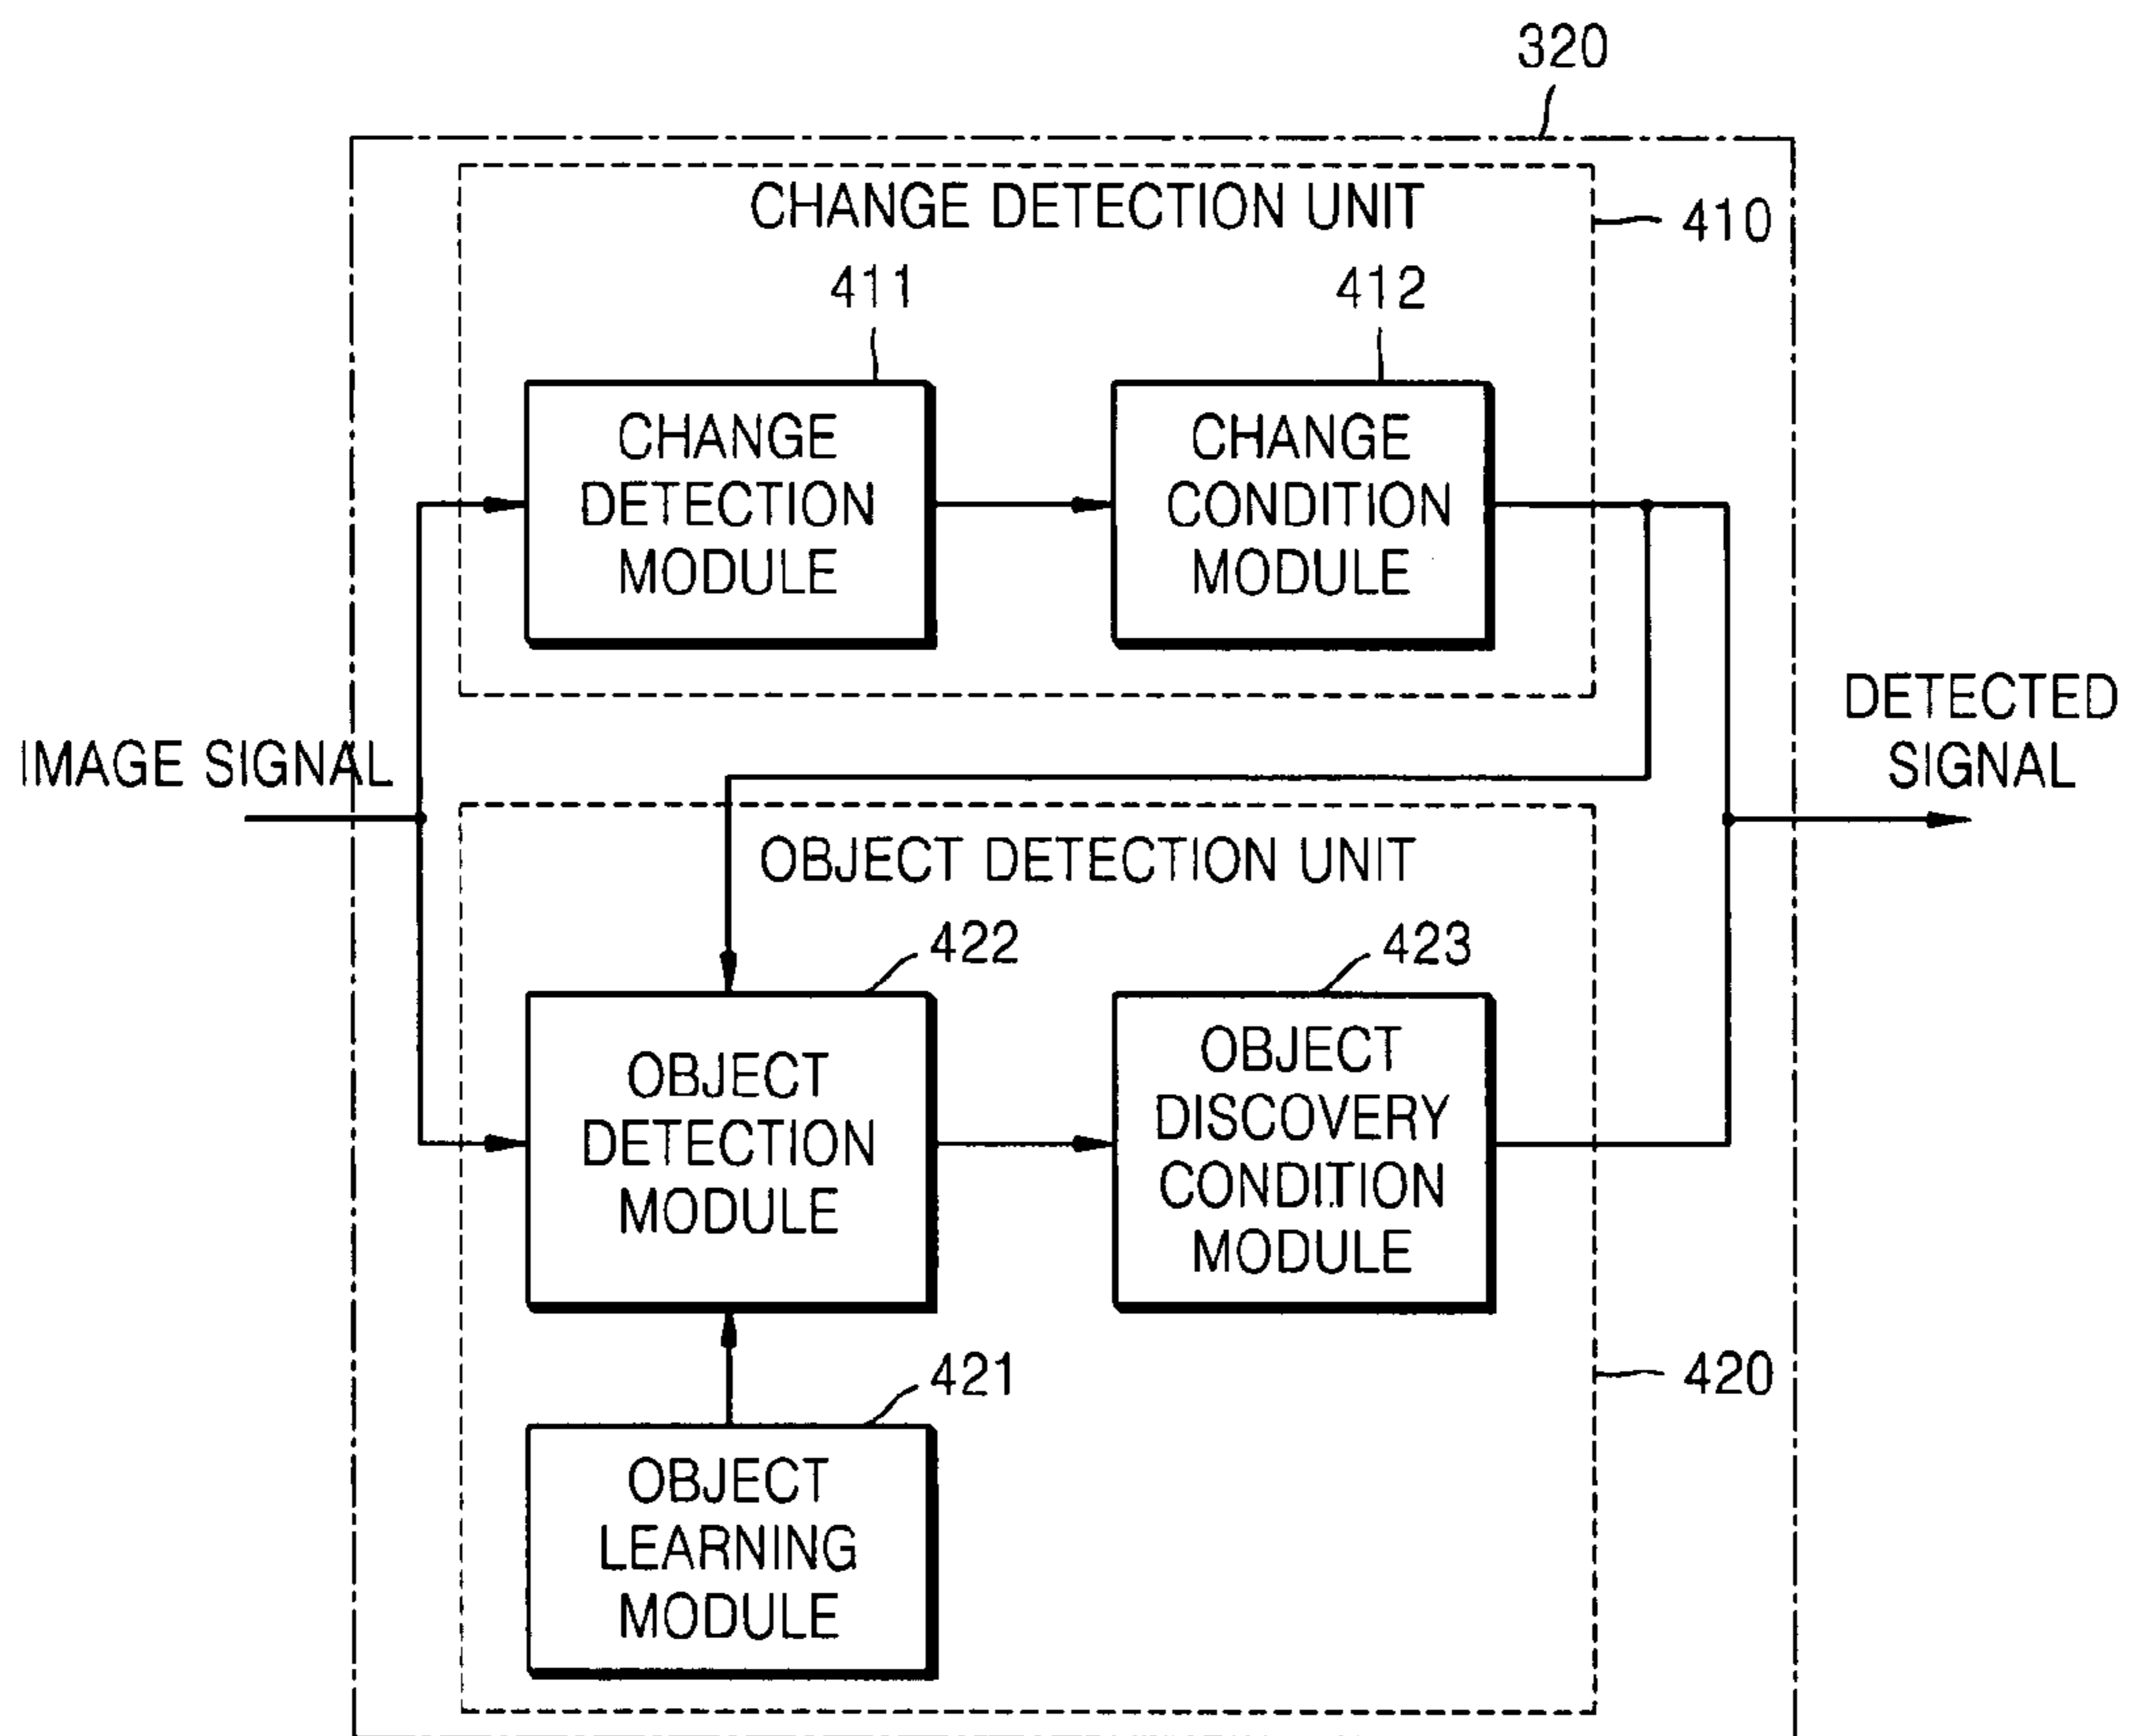 320
CHANGE DETECTION UNIT
410
411
412
CHANGE
DETECTION
MODULE
CHANGE
CONDITION
MODULE
IMAGE SIGNAL
DETECTED
SIGNAL
OBJECT DETECTION UNIT
422
423
OBJECT
DETECTION
MODULE
OBJECT
DISCOVERY
CONDITION
MODULE
421
420
OBJECT
LEARNING
MODULE